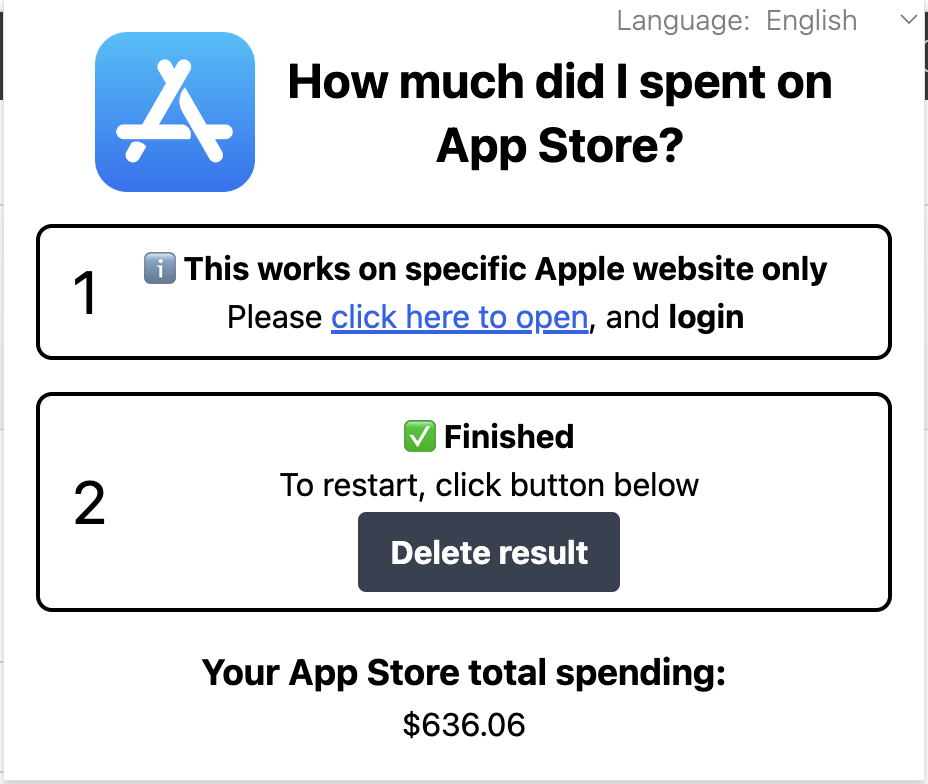 Language: English
How much did I spent on
App Store?
1
ℹ️ This works on specific Apple website only
Please click here to open, and login
2
✅ Finished
To restart, click button below
Delete result
Your App Store total spending:
$636.06